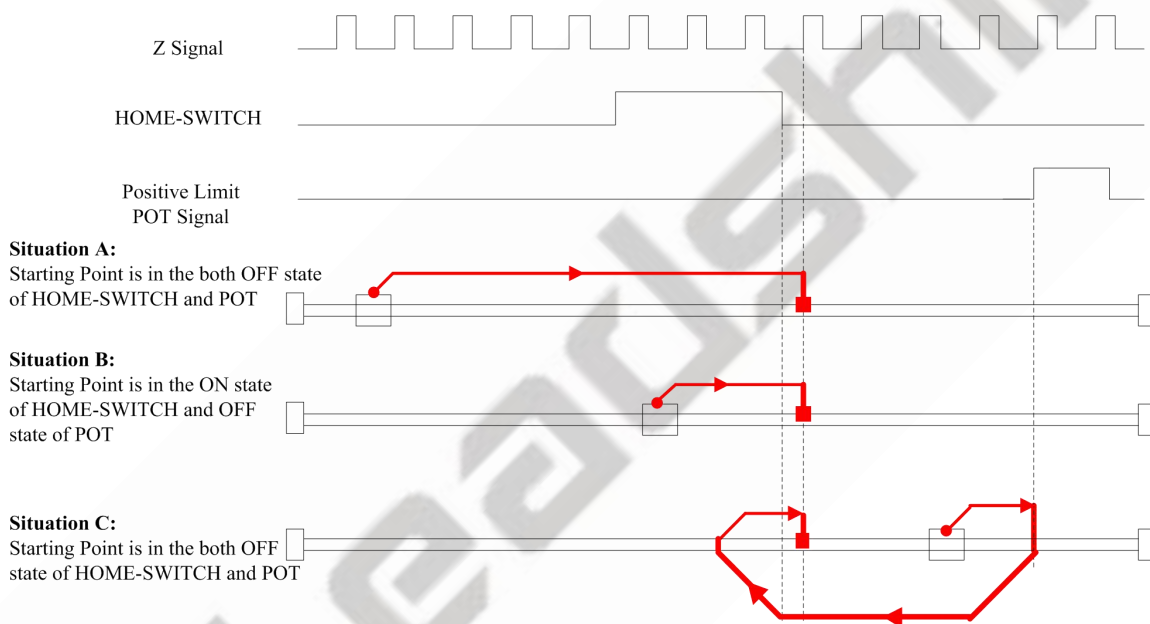 Z Signal
HOME-SWITCH
Positive Limit
POT Signal
Situation A:
Starting Point is in the both OFF state
of HOME-SWITCH and POT
Situation B:
Starting Point is in the ON state
of HOME-SWITCH and OFF
state of POT
Situation C:
Starting Point is in the both OFF
state of HOME-SWITCH and POT